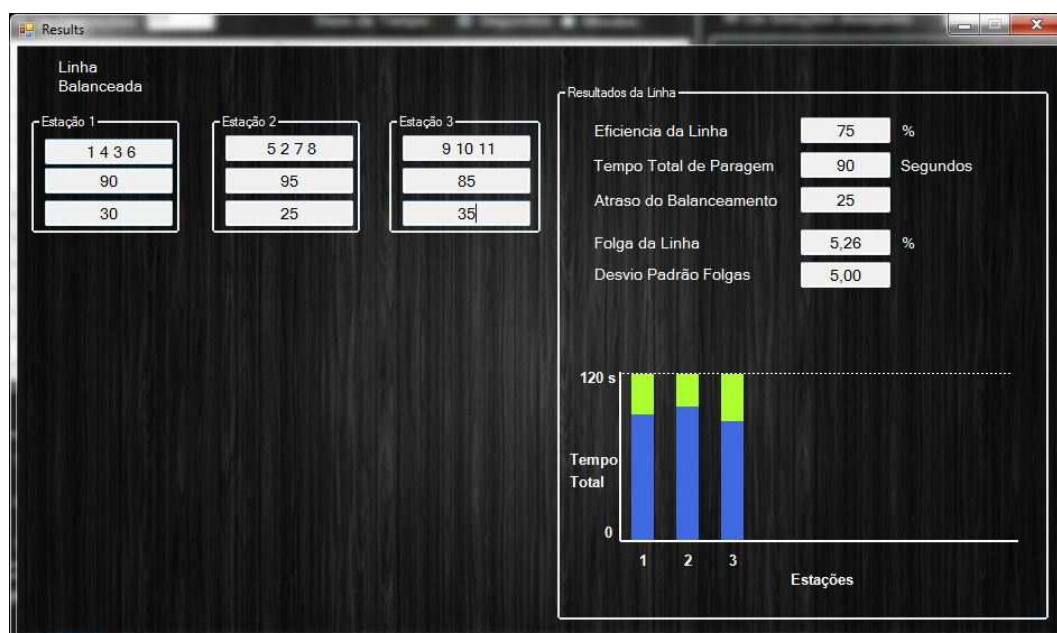 Results
Linha
Balanceada
Estação 1
1 4 3 6
90
30
Estação 2
5 2 7 8
95
25
Estação 3
9 10 11
85
35
Resultados da Linha
Eficiencia da Linha 75 %
Tempo Total de Paragem 90 Segundos
Atraso do Balanceamento 25
Folga da Linha 5,26 %
Desvio Padrão Folgas 5,00
120 s
Tempo
Total
0
1 2 3
Estações